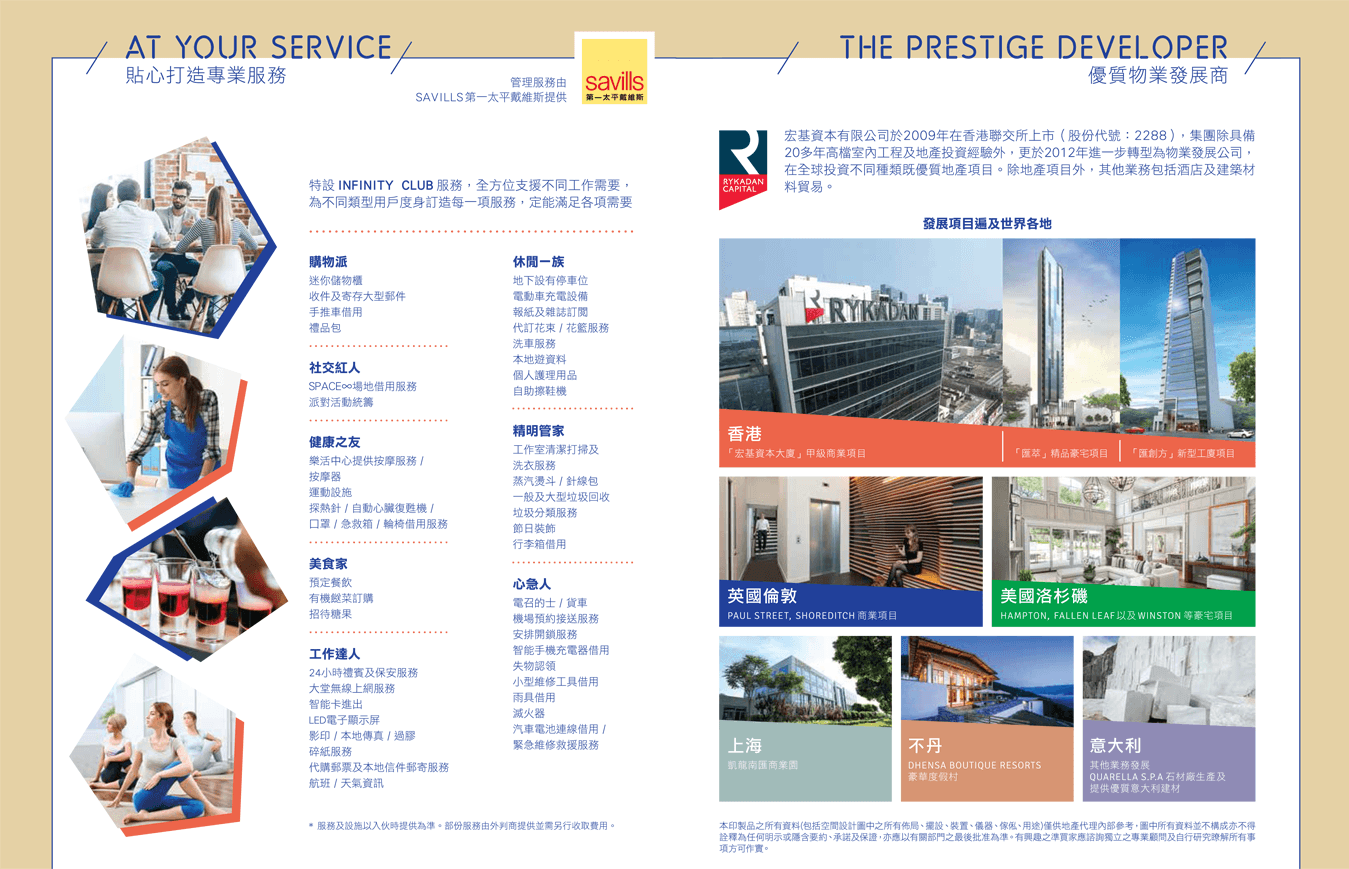 AT YOUR SERVICE
貼心打造專業服務
管理服務由
SAVILLS第一太平戴維斯提供
savills
第一太平戴維斯
特設 INFINITY CLUB 服務，全方位支援不同工作需要，
為不同類型用戶度身訂造每一項服務，定能滿足各項需要
購物派
迷你儲物櫃
收件及寄存大型郵件
手推車借用
禮品包
社交紅人
SPACE∞場地借用服務
派對活動統籌
健康之友
樂活中心提供按摩服務 /
按摩器
運動設施
探熱針 / 自動心臟復甦機 /
口罩 / 急救箱 / 輪椅借用服務
美食家
預定餐飲
有機餸菜訂購
招待糖果
工作達人
24小時禮賓及保安服務
大堂無線上網服務
智能卡進出
LED電子顯示屏
影印 / 本地傳真 / 過膠
碎紙服務
代購郵票及本地信件郵寄服務
航班 / 天氣資訊
休閒一族
地下設有停車位
電動車充電設備
報紙及雜誌訂閱
代訂花束 / 花籃服務
洗車服務
本地遊資料
個人護理用品
自助擦鞋機
精明管家
工作室清潔打掃及
洗衣服務
蒸汽燙斗 / 針線包
一般及大型垃圾回收
垃圾分類服務
節日裝飾
行李箱借用
心急人
電召的士 / 貨車
機場預約接送服務
安排開鎖服務
智能手機充電器借用
失物認領
小型維修工具借用
雨具借用
滅火器
汽車電池連線借用 /
緊急維修救援服務
* 服務及設施以入伙時提供為準。部份服務由外判商提供並需另行收取費用。
THE PRESTIGE DEVELOPER
優質物業發展商
RYKADAN
CAPITAL
宏基資本有限公司於2009年在香港聯交所上市（股份代號：2288），集團除具備
20多年高檔室內工程及地產投資經驗外，更於2012年進一步轉型為物業發展公司，
在全球投資不同種類既優質地產項目。除地產項目外，其他業務包括酒店及建築材
料貿易。
發展項目遍及世界各地
RYKADAN
香港
「宏基資本大廈」甲級商業項目
「匯萃」精品豪宅項目
「匯創方」新型工廈項目
英國倫敦
PAUL STREET, SHOREDITCH 商業項目
美國洛杉磯
HAMPTON, FALLEN LEAF以及WINSTON 等豪宅項目
上海
凱龍南匯商業園
不丹
DHENSA BOUTIQUE RESORTS
豪華度假村
意大利
其他業務發展
QUARELLA S.P.A 石材廠生產及
提供優質意大利建材
本印製品之所有資料(包括空間設計圖中之所有佈局、擺設、裝置、儀器、傢俬、用途)僅供地產代理內部參考，圖中所有資料並不構成亦不得
詮釋為任何明示或隱含要約、承諾及保證，亦應以有關部門之最後批准為準。有興趣之準買家應諮詢獨立之專業顧問及自行研究瞭解所有事
項方可作實。